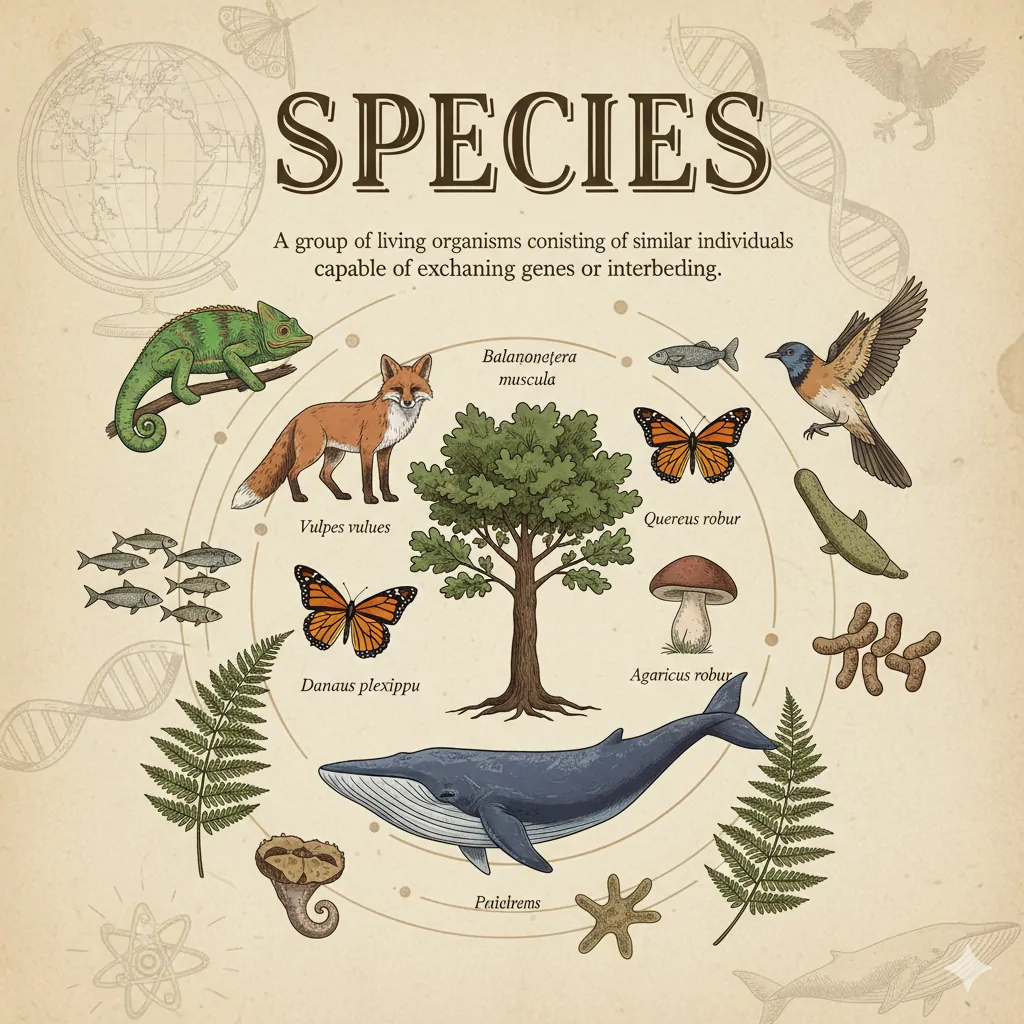 SPECIES
A group of living organisms conisting of similar individuals
capable of exchaning genes or interbeding.
Balanonetera
muscula
Vulpes vulues
Quereus robur
Danaus plexippu
Agaricus robur